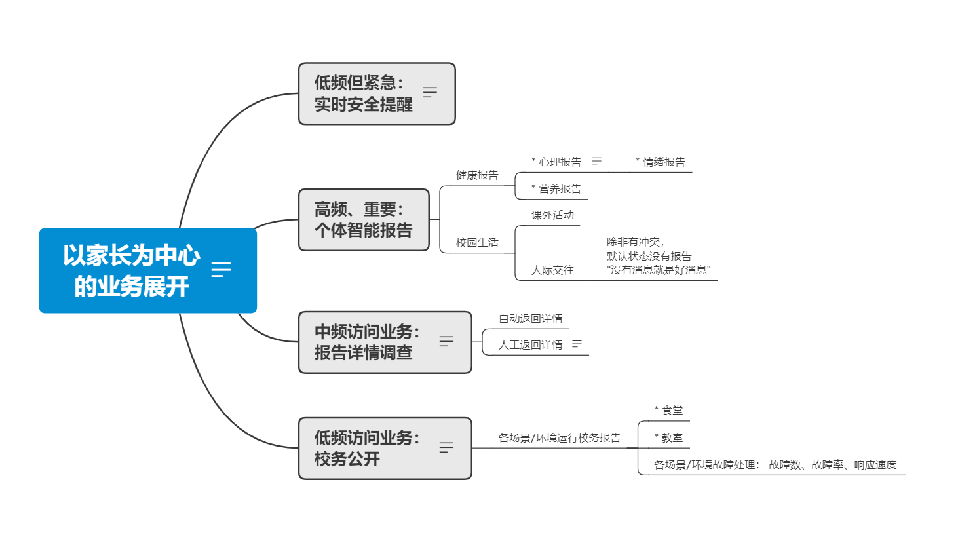 以家长为中心
的业务展开
低频但紧急：
实时安全提醒
高频、重要：
个体智能报告
健康报告
* 心理报告
* 情绪报告
* 营养报告
校园生活
课外活动
人际交往
除非有冲突，
默认状态没有报告
"没有消息就是好消息"
中频访问业务：
报告详情调查
自动返回详情
人工返回详情
低频访问业务：
校务公开
各场景/环境运行校务报告
* 食堂
* 教室
各场景/环境故障处理： 故障数、故障率、响应速度